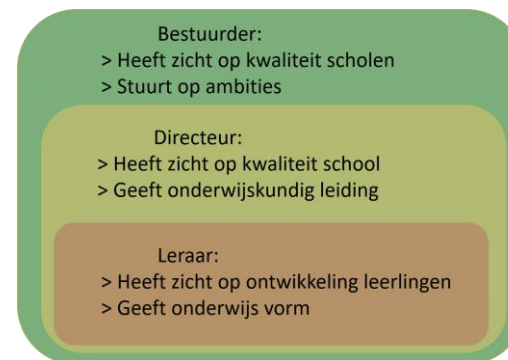 Bestuurder:
> Heeft zicht op kwaliteit scholen
> Stuurt op ambities
Directeur:
> Heeft zicht op kwaliteit school
> Geeft onderwijskundig leiding
Leraar:
> Heeft zicht op ontwikkeling leerlingen
> Geeft onderwijs vorm